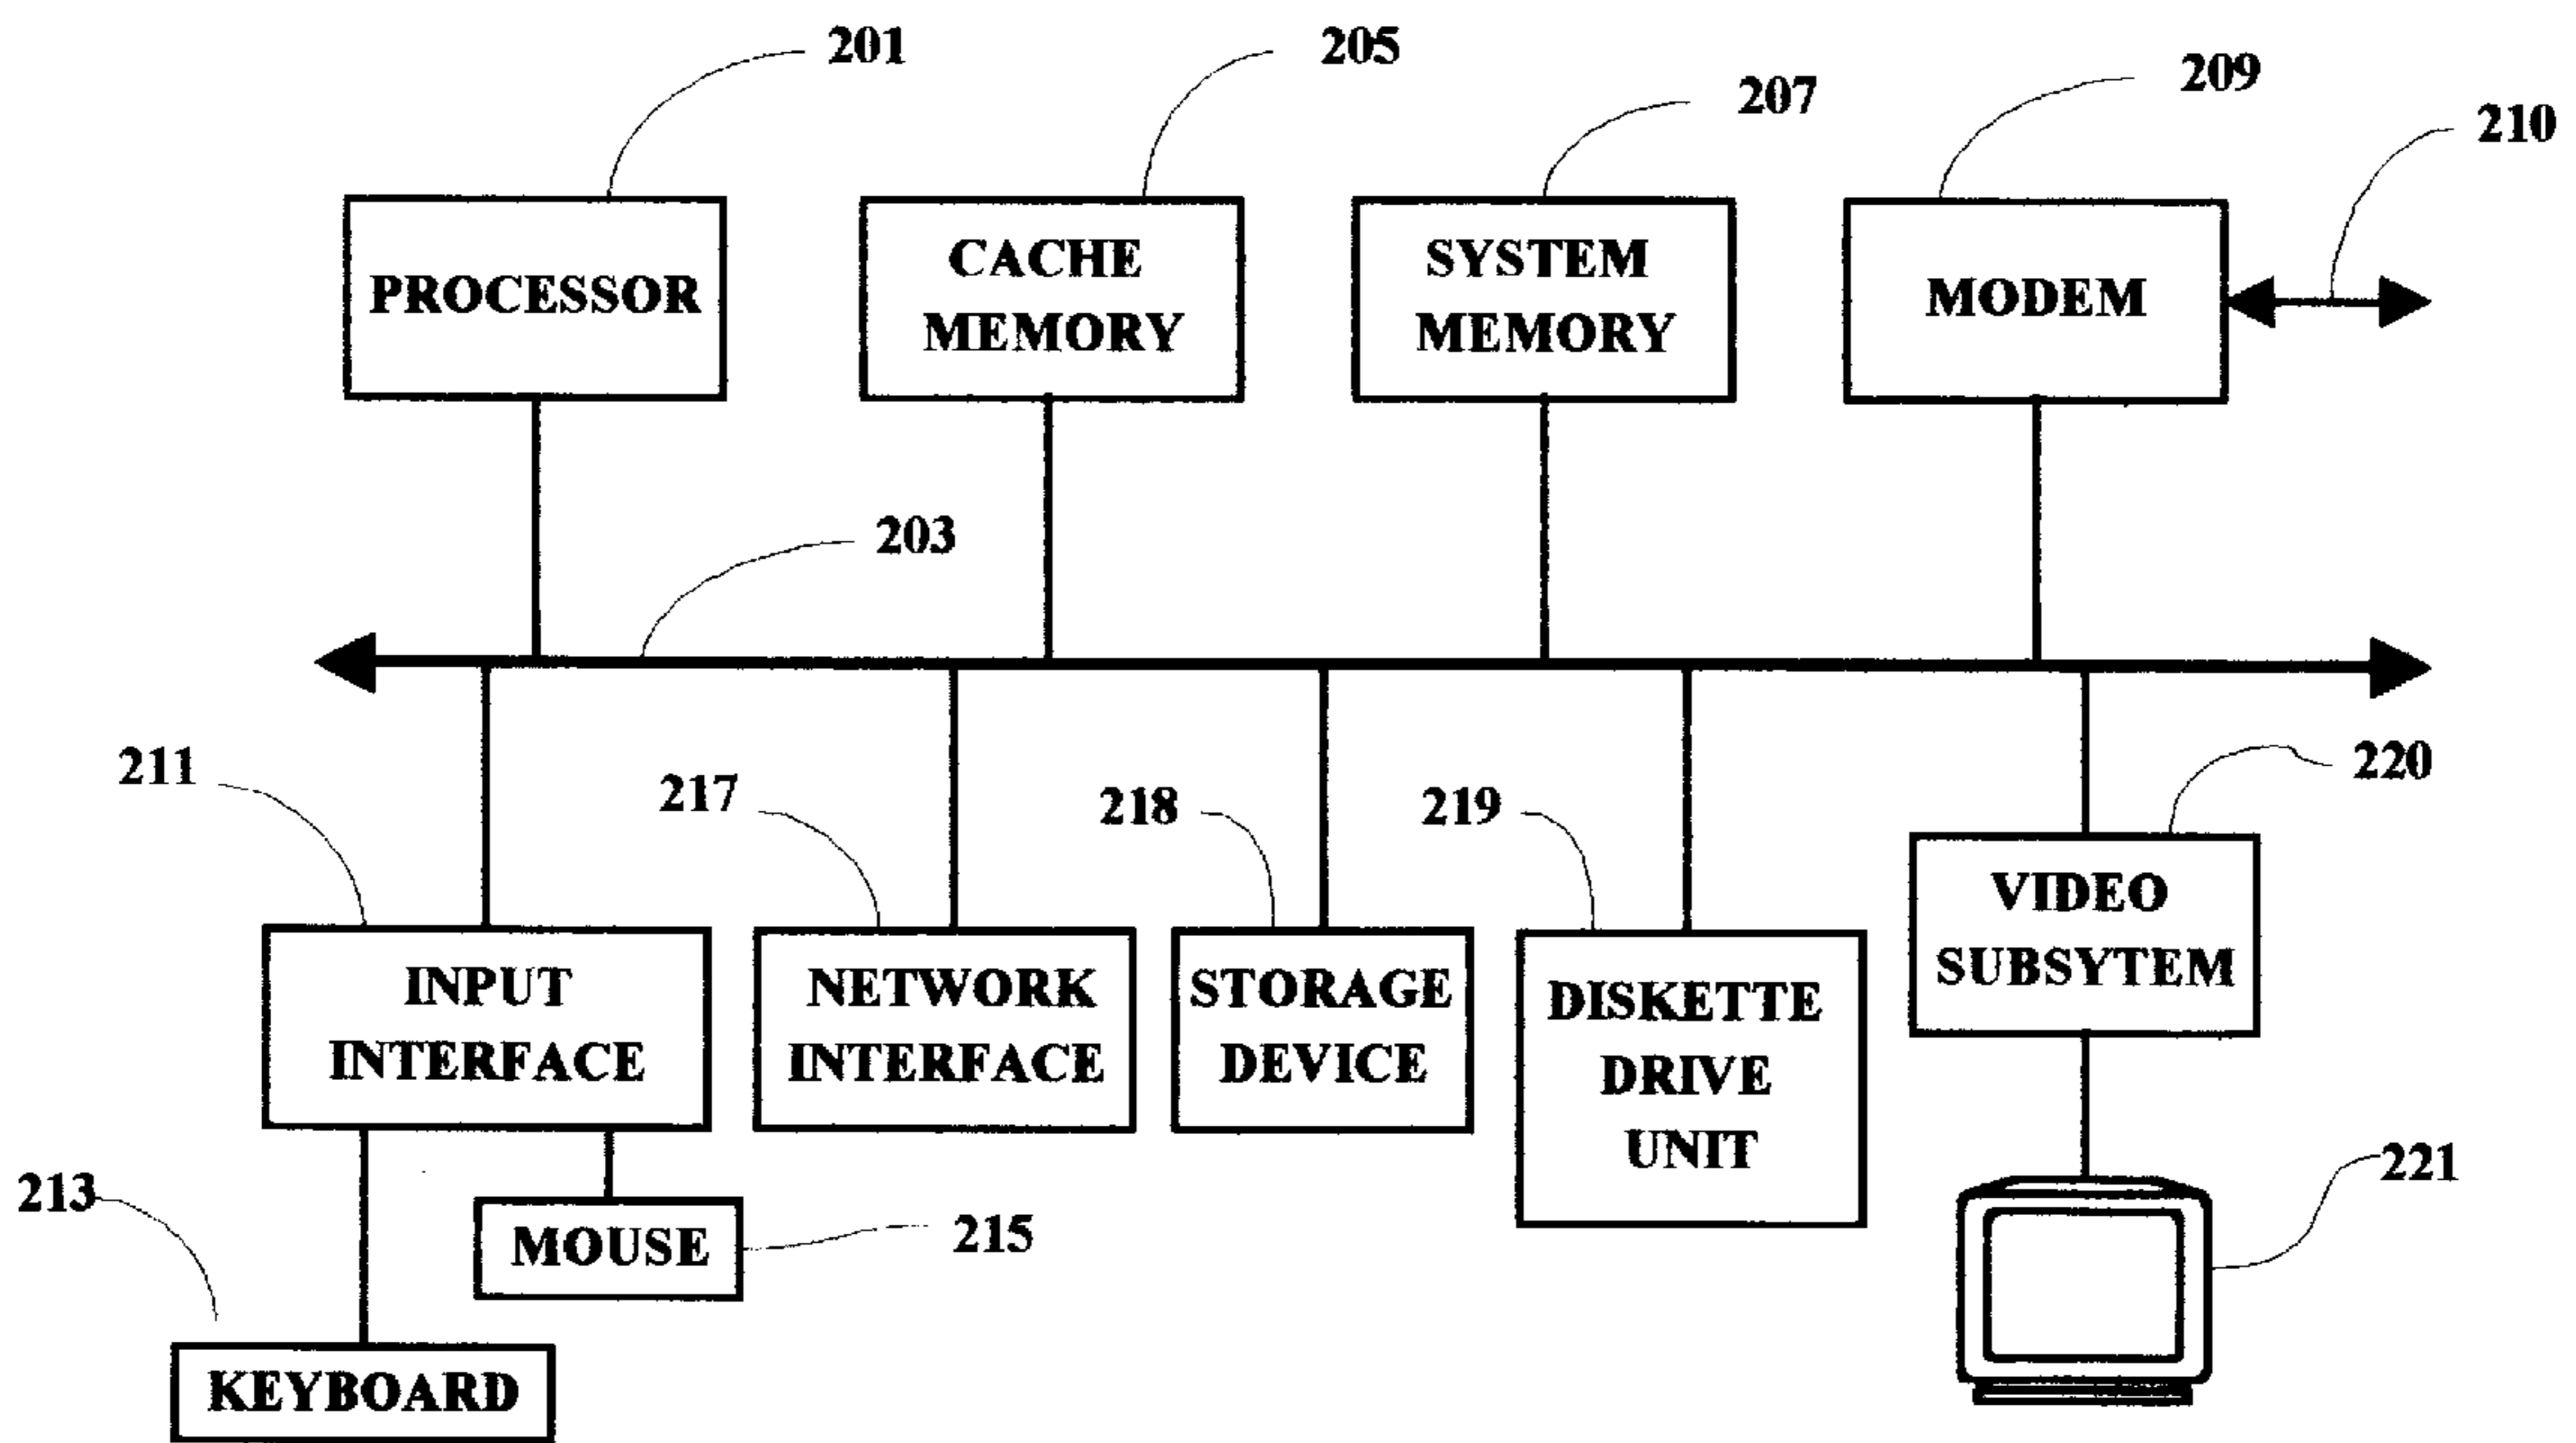 201
205
207
209
210
PROCESSOR
CACHE
MEMORY
SYSTEM
MEMORY
MODEM
203
211
217
218
219
220
INPUT
INTERFACE
NETWORK
INTERFACE
STORAGE
DEVICE
DISKETTE
DRIVE
UNIT
VIDEO
SUBSYTEM
213
MOUSE
215
221
KEYBOARD